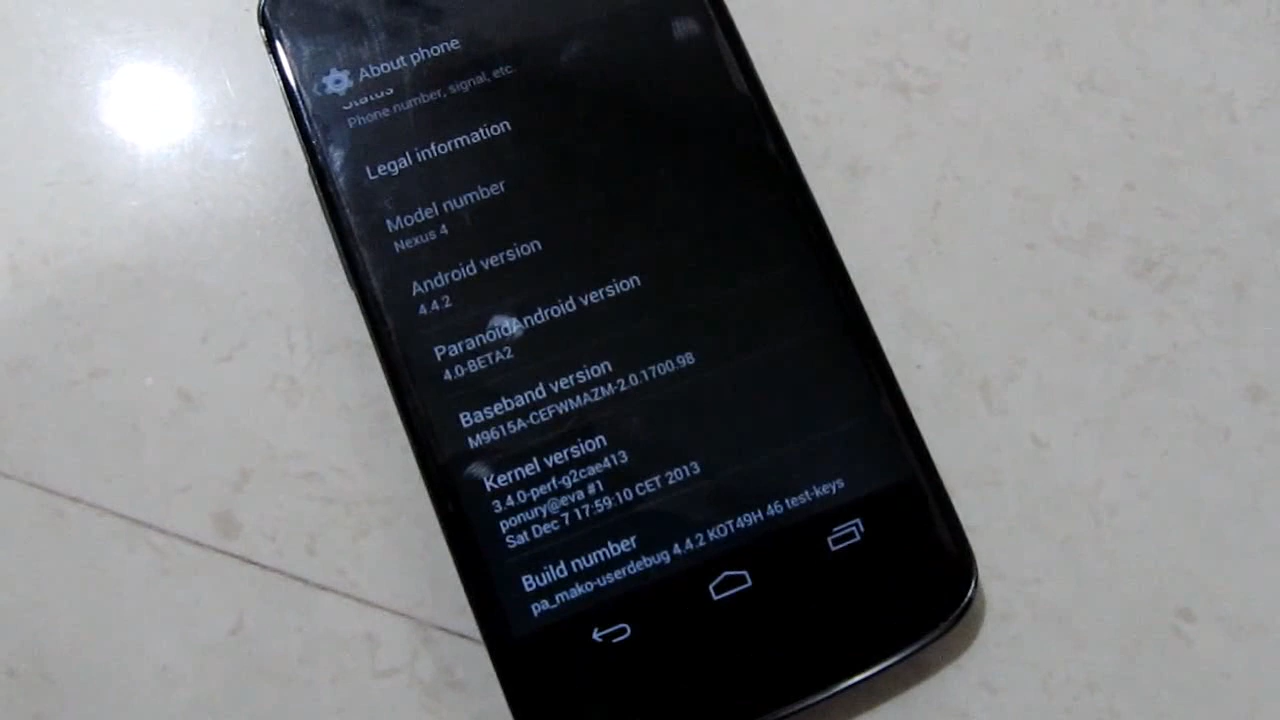 About phone
Status
Phone number, signal, etc.
Legal information
Model number
Nexus 4
Android version
4.4.2
ParanoidAndroid version
4.0-BETA2
Baseband version
M9615A-CEFWMAZM-2.0.1700.98
Kernel version
3.4.0-perf-g2cae413
ponury@eva #1
Sat Dec 7 17:59:10 CET 2013
Build number
pa_mako-userdebug 4.4.2 KOT49H 46 test-keys